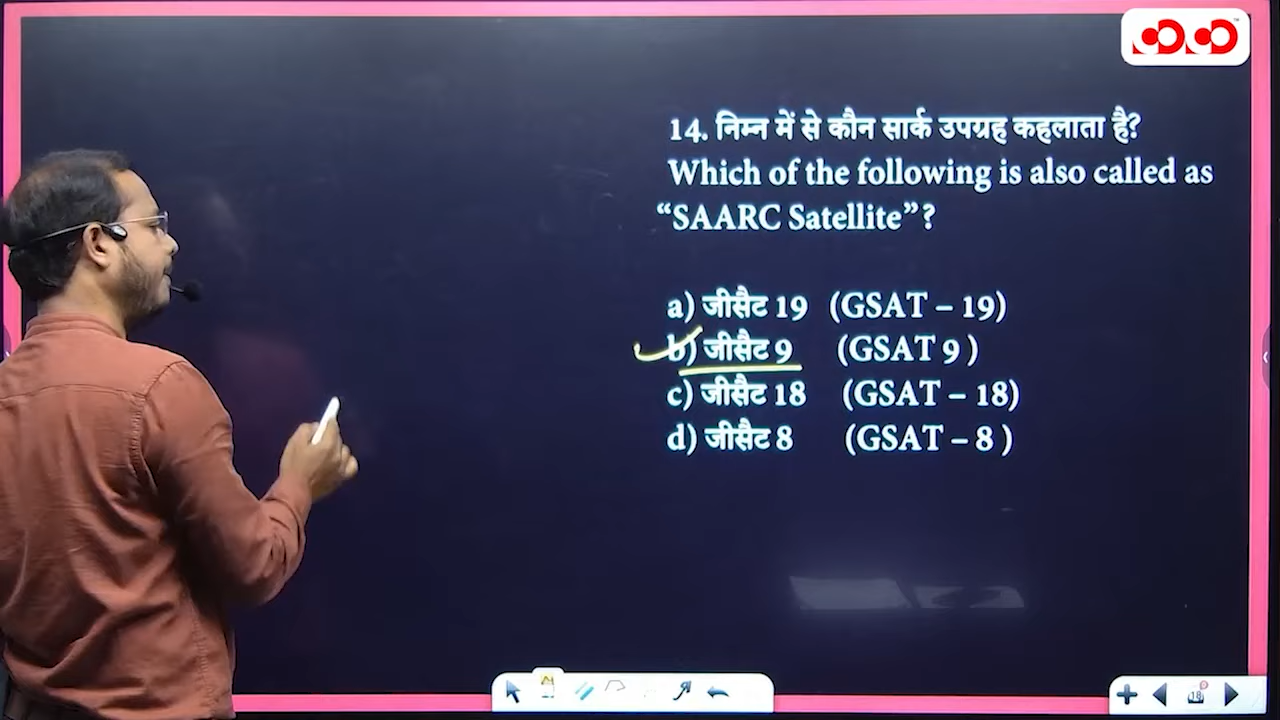 14. निम्न में से कौन सार्क उपग्रह कहलाता है?
Which of the following is also called as
“SAARC Satellite”?
a) जीसैट 19 (GSAT – 19)
b) जीसैट 9 (GSAT 9 )
c) जीसैट 18 (GSAT – 18)
d) जीसैट 8 (GSAT – 8 )
18